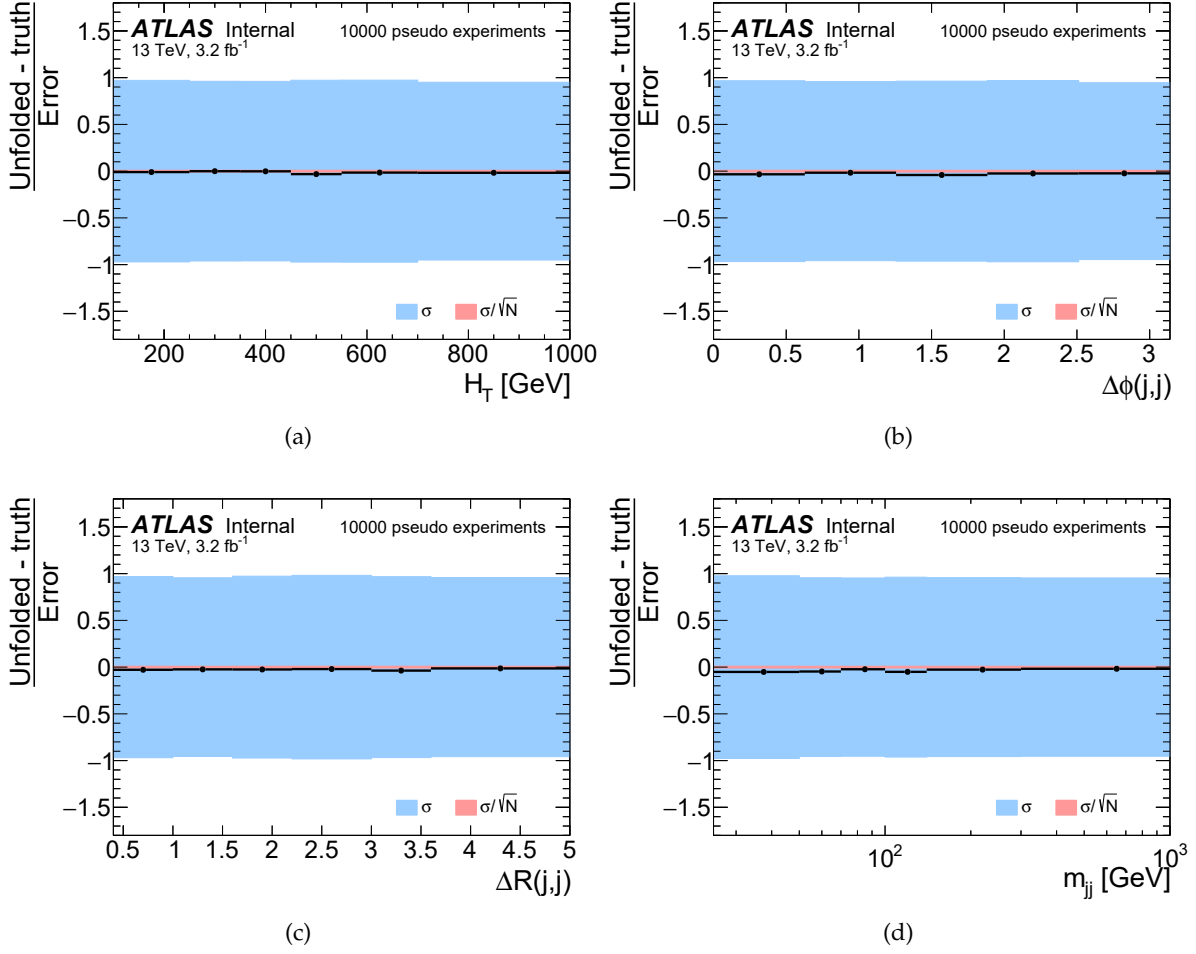 ATLAS Internal 10000 pseudo experiments
13 TeV, 3.2 fb⁻¹
Unfolded - truth
Error
1.5
1
0.5
0
−0.5
−1
−1.5
σ σ/√N
200 400 600 800 1000
H_T [GeV]
(a)
ATLAS Internal 10000 pseudo experiments
13 TeV, 3.2 fb⁻¹
Unfolded - truth
Error
1.5
1
0.5
0
−0.5
−1
−1.5
σ σ/√N
0 0.5 1 1.5 2 2.5 3
Δϕ(j,j)
(b)
ATLAS Internal 10000 pseudo experiments
13 TeV, 3.2 fb⁻¹
Unfolded - truth
Error
1.5
1
0.5
0
−0.5
−1
−1.5
σ σ/√N
0.5 1 1.5 2 2.5 3 3.5 4 4.5 5
ΔR(j,j)
(c)
ATLAS Internal 10000 pseudo experiments
13 TeV, 3.2 fb⁻¹
Unfolded - truth
Error
1.5
1
0.5
0
−0.5
−1
−1.5
σ σ/√N
10² 10³
m_jj [GeV]
(d)